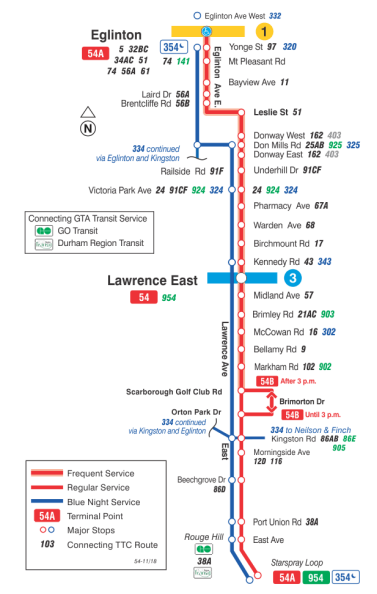 Eglinton Ave West 332
Eglinton
1
54A
5 32BC
34AC 51
74 56A 61
354
74 141
Eglinton Ave E.
Yonge St 97 320
Mt Pleasant Rd
Bayview Ave 11
Laird Dr 56A
Brentcliffe Rd 56B
Leslie St 51
N
334 continued
via Eglinton and Kingston
Donway West 162 403
Don Mills Rd 25AB 925 325
Donway East 162 403
Railside Rd 91F
Underhill Dr 91CF
Victoria Park Ave 24 91CF 924 324
24 924 324
Pharmacy Ave 67A
Connecting GTA Transit Service
GO Transit
Durham Region Transit
Warden Ave 68
Birchmount Rd 17
Kennedy Rd 43 343
Lawrence East
3
54 954
Midland Ave 57
Brimley Rd 21AC 903
Lawrence Ave
McCowan Rd 16 302
Bellamy Rd 9
Markham Rd 102 902
54B After 3 p.m.
Scarborough Golf Club Rd
Brimorton Dr
Orton Park Dr
54B Until 3 p.m.
334 continued
via Kingston and Eglinton
334 to Neilson & Finch
Kingston Rd 86AB 86E
905
East
Morningside Ave
12D 116
Beechgrove Dr
86D
Frequent Service
Regular Service
Blue Night Service
54A Terminal Point
Major Stops
103 Connecting TTC Route
54-11/18
Port Union Rd 38A
Rouge Hill
38A
East Ave
Starspray Loop
54A 954 354